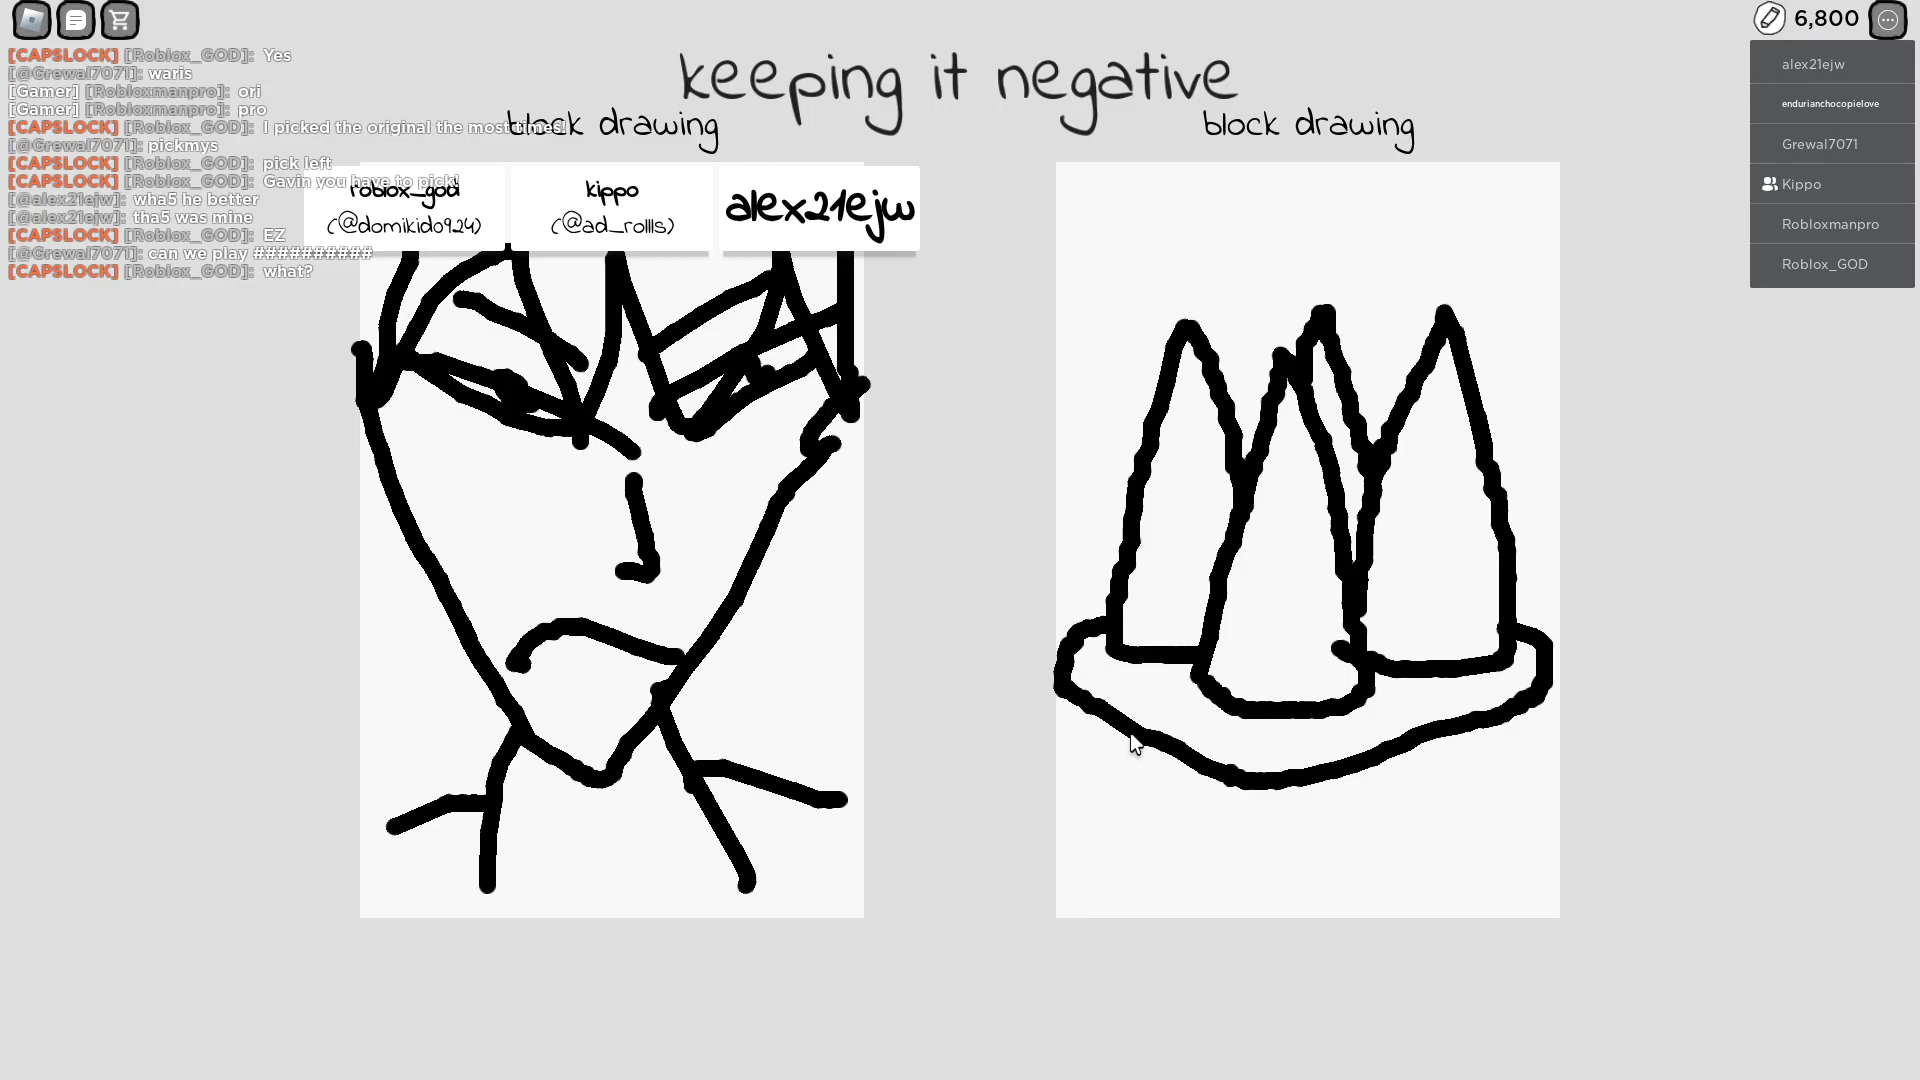 6,800
[CAPSLOCK] [Roblox_GOD]: Yes
[@Grewal7071]: waris
[Gamer] [Robloxmanpro]: ori
[Gamer] [Robloxmanpro]: pro
[CAPSLOCK] [Roblox_GOD]: I picked the original the most times!
[@Grewal7071]: pickmys
[CAPSLOCK] [Roblox_GOD]: pick left
[CAPSLOCK] [Roblox_GOD]: Gavin you have to pick!
[@alex21ejw]: wha5 he better
[@alex21ejw]: tha5 was mine
[CAPSLOCK] [Roblox_GOD]: EZ
[@Grewal7071]: can we play ##########
[CAPSLOCK] [Roblox_GOD]: what?
keeping it negative
block drawing
block drawing
roblox_god
(@domikido924)
kippo
(@ad_rollls)
alex21ejw
alex21ejw
endurianchocopielove
Grewal7071
Kippo
Robloxmanpro
Roblox_GOD